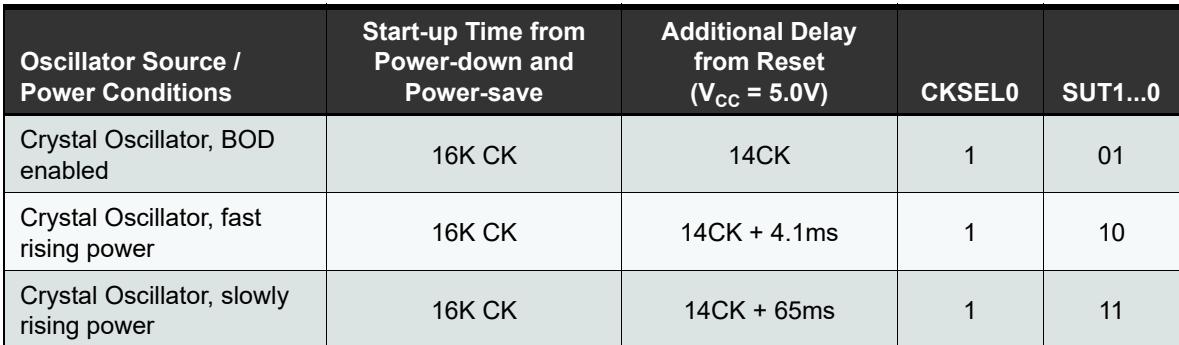 Oscillator Source /
Power Conditions
Start-up Time from
Power-down and
Power-save
Additional Delay
from Reset
(VCC = 5.0V)
CKSEL0
SUT1...0
Crystal Oscillator, BOD
enabled
16K CK
14CK
1
01
Crystal Oscillator, fast
rising power
16K CK
14CK + 4.1ms
1
10
Crystal Oscillator, slowly
rising power
16K CK
14CK + 65ms
1
11